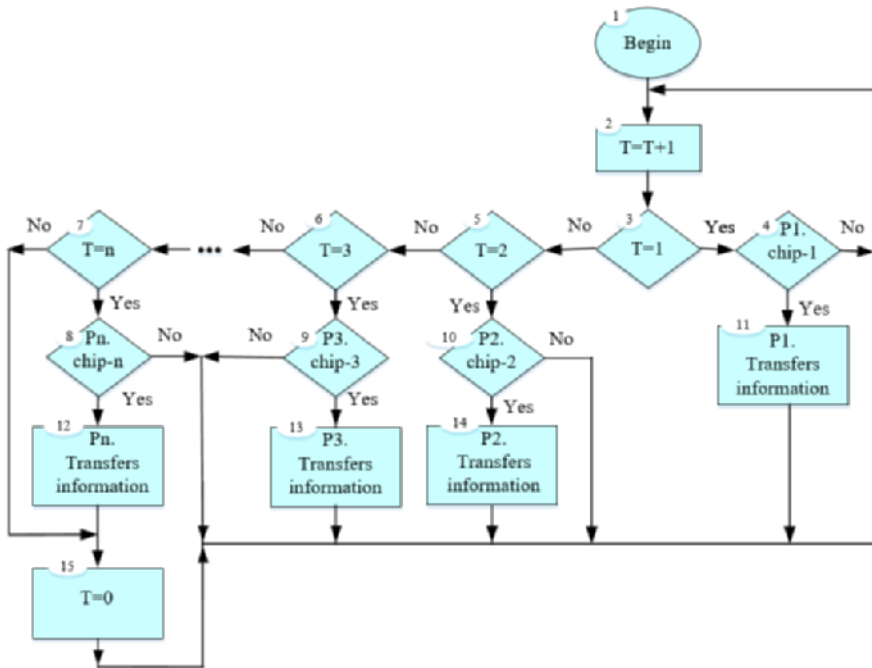 1
Begin
2
T=T+1
7
No
T=n
6
No
T=3
5
No
T=2
No
3
T=1
Yes
4
P1.
chip-1
No
Yes
Yes
Yes
Yes
8
Pn.
chip-n
No
No
9
P3.
chip-3
10
P2.
chip-2
No
11
P1.
Transfers
information
Yes
Yes
Yes
12
Pn.
Transfers
information
13
P3.
Transfers
information
14
P2.
Transfers
information
15
T=0